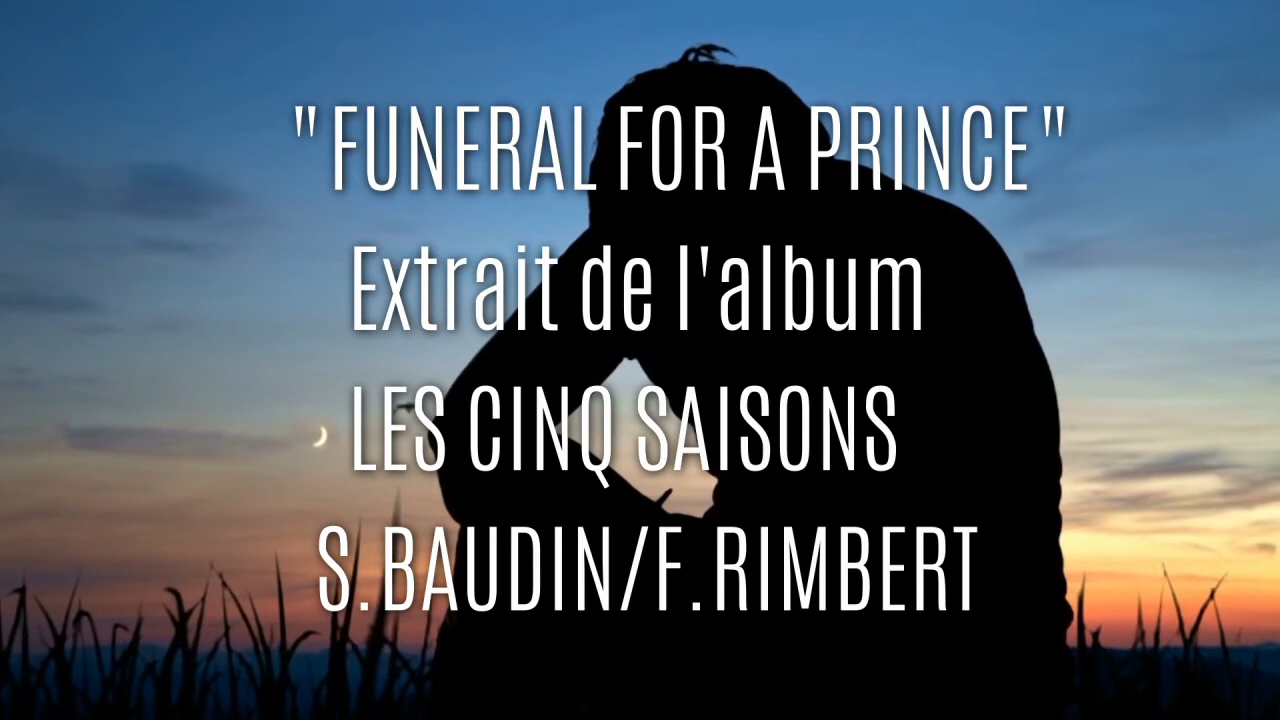 "FUNERAL FOR A PRINCE"
Extrait de l'album
LES CINQ SAISONS
S.BAUDIN/F.RIMBERT